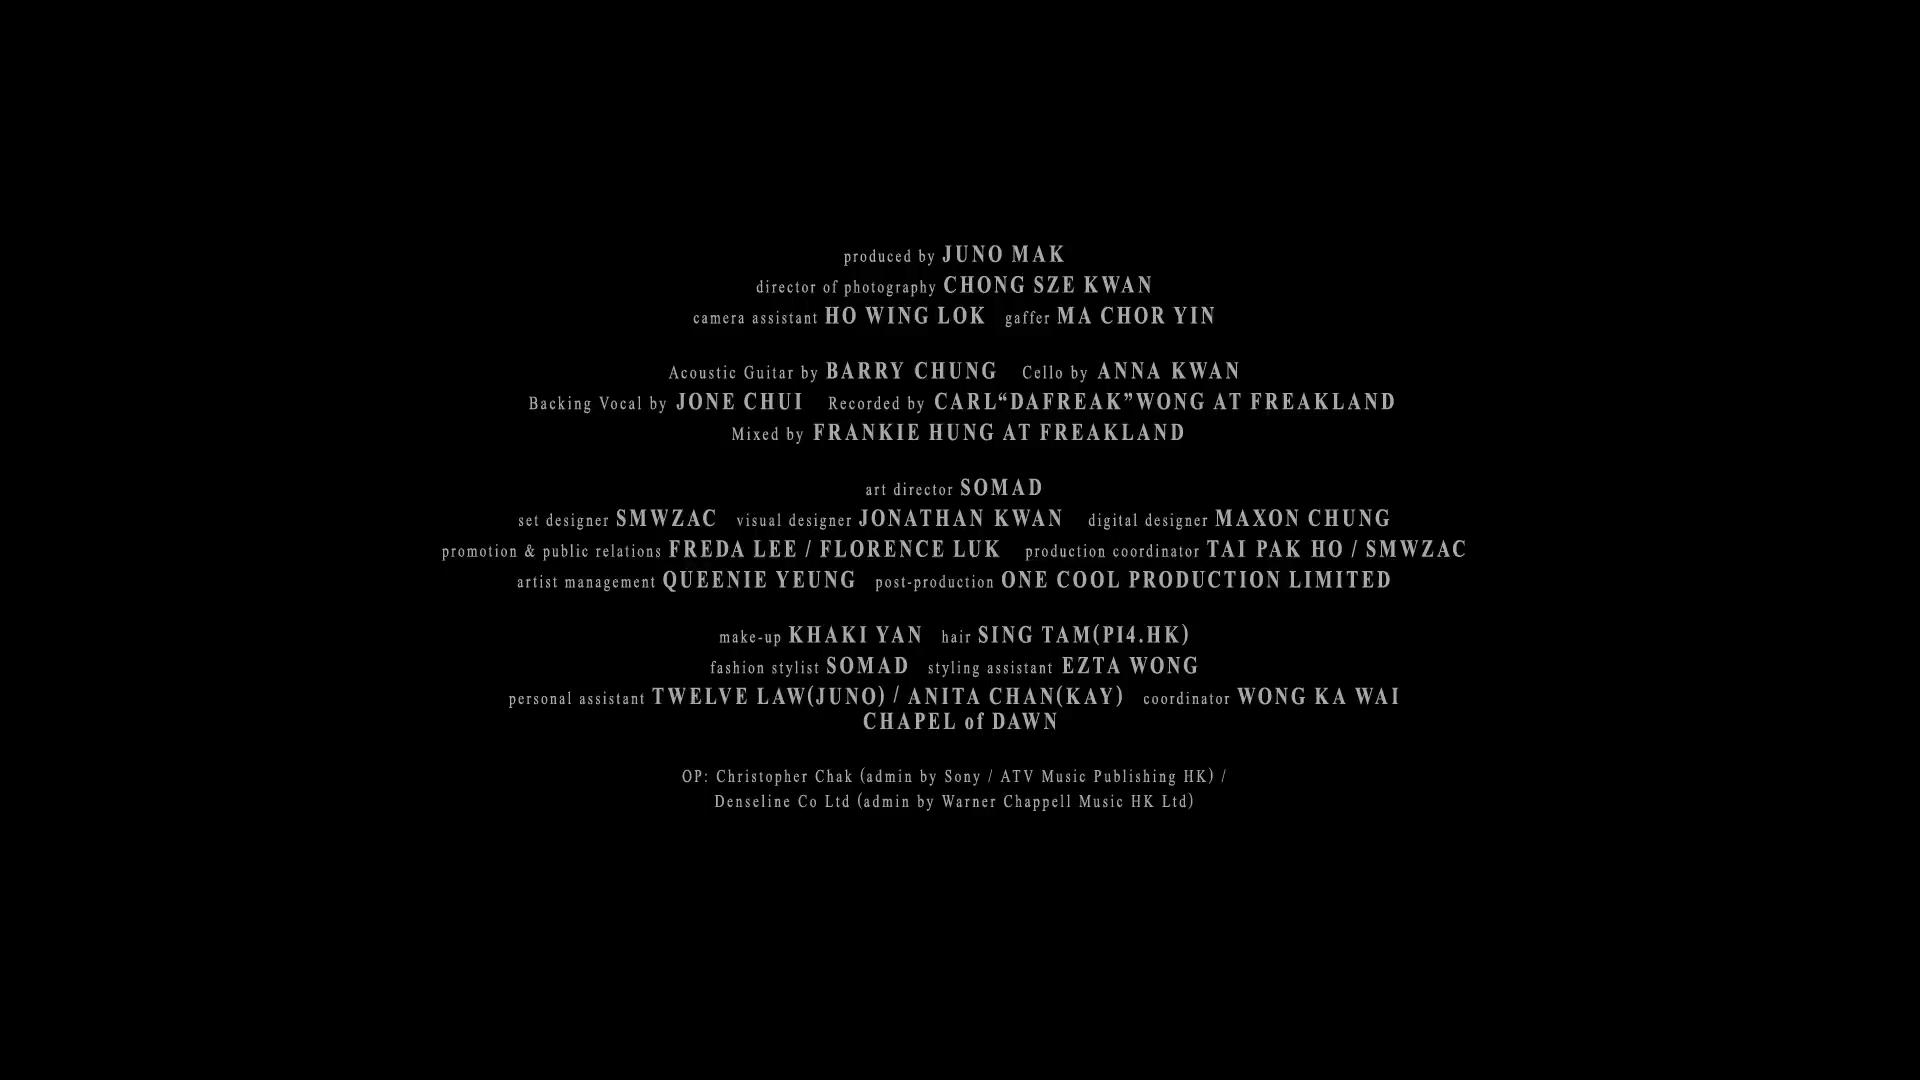 produced by JUNO MAK
director of photography CHONG SZE KWAN
camera assistant HO WING LOK gaffer MA CHOR YIN
Acoustic Guitar by BARRY CHUNG Cello by ANNA KWAN
Backing Vocal by JONE CHUI Recorded by CARL“DAFREAK”WONG AT FREAKLAND
Mixed by FRANKIE HUNG AT FREAKLAND
art director SOMAD
set designer SMWZAC visual designer JONATHAN KWAN digital designer MAXON CHUNG
promotion & public relations FREDA LEE / FLORENCE LUK production coordinator TAI PAK HO / SMWZAC
artist management QUEENIE YEUNG post-production ONE COOL PRODUCTION LIMITED
make-up KHAKI YAN hair SING TAM(PI4.HK)
fashion stylist SOMAD styling assistant EZTA WONG
personal assistant TWELVE LAW(JUNO) / ANITA CHAN(KAY) coordinator WONG KA WAI
CHAPEL of DAWN
OP: Christopher Chak (admin by Sony / ATV Music Publishing HK) /
Denseline Co Ltd (admin by Warner Chappell Music HK Ltd)